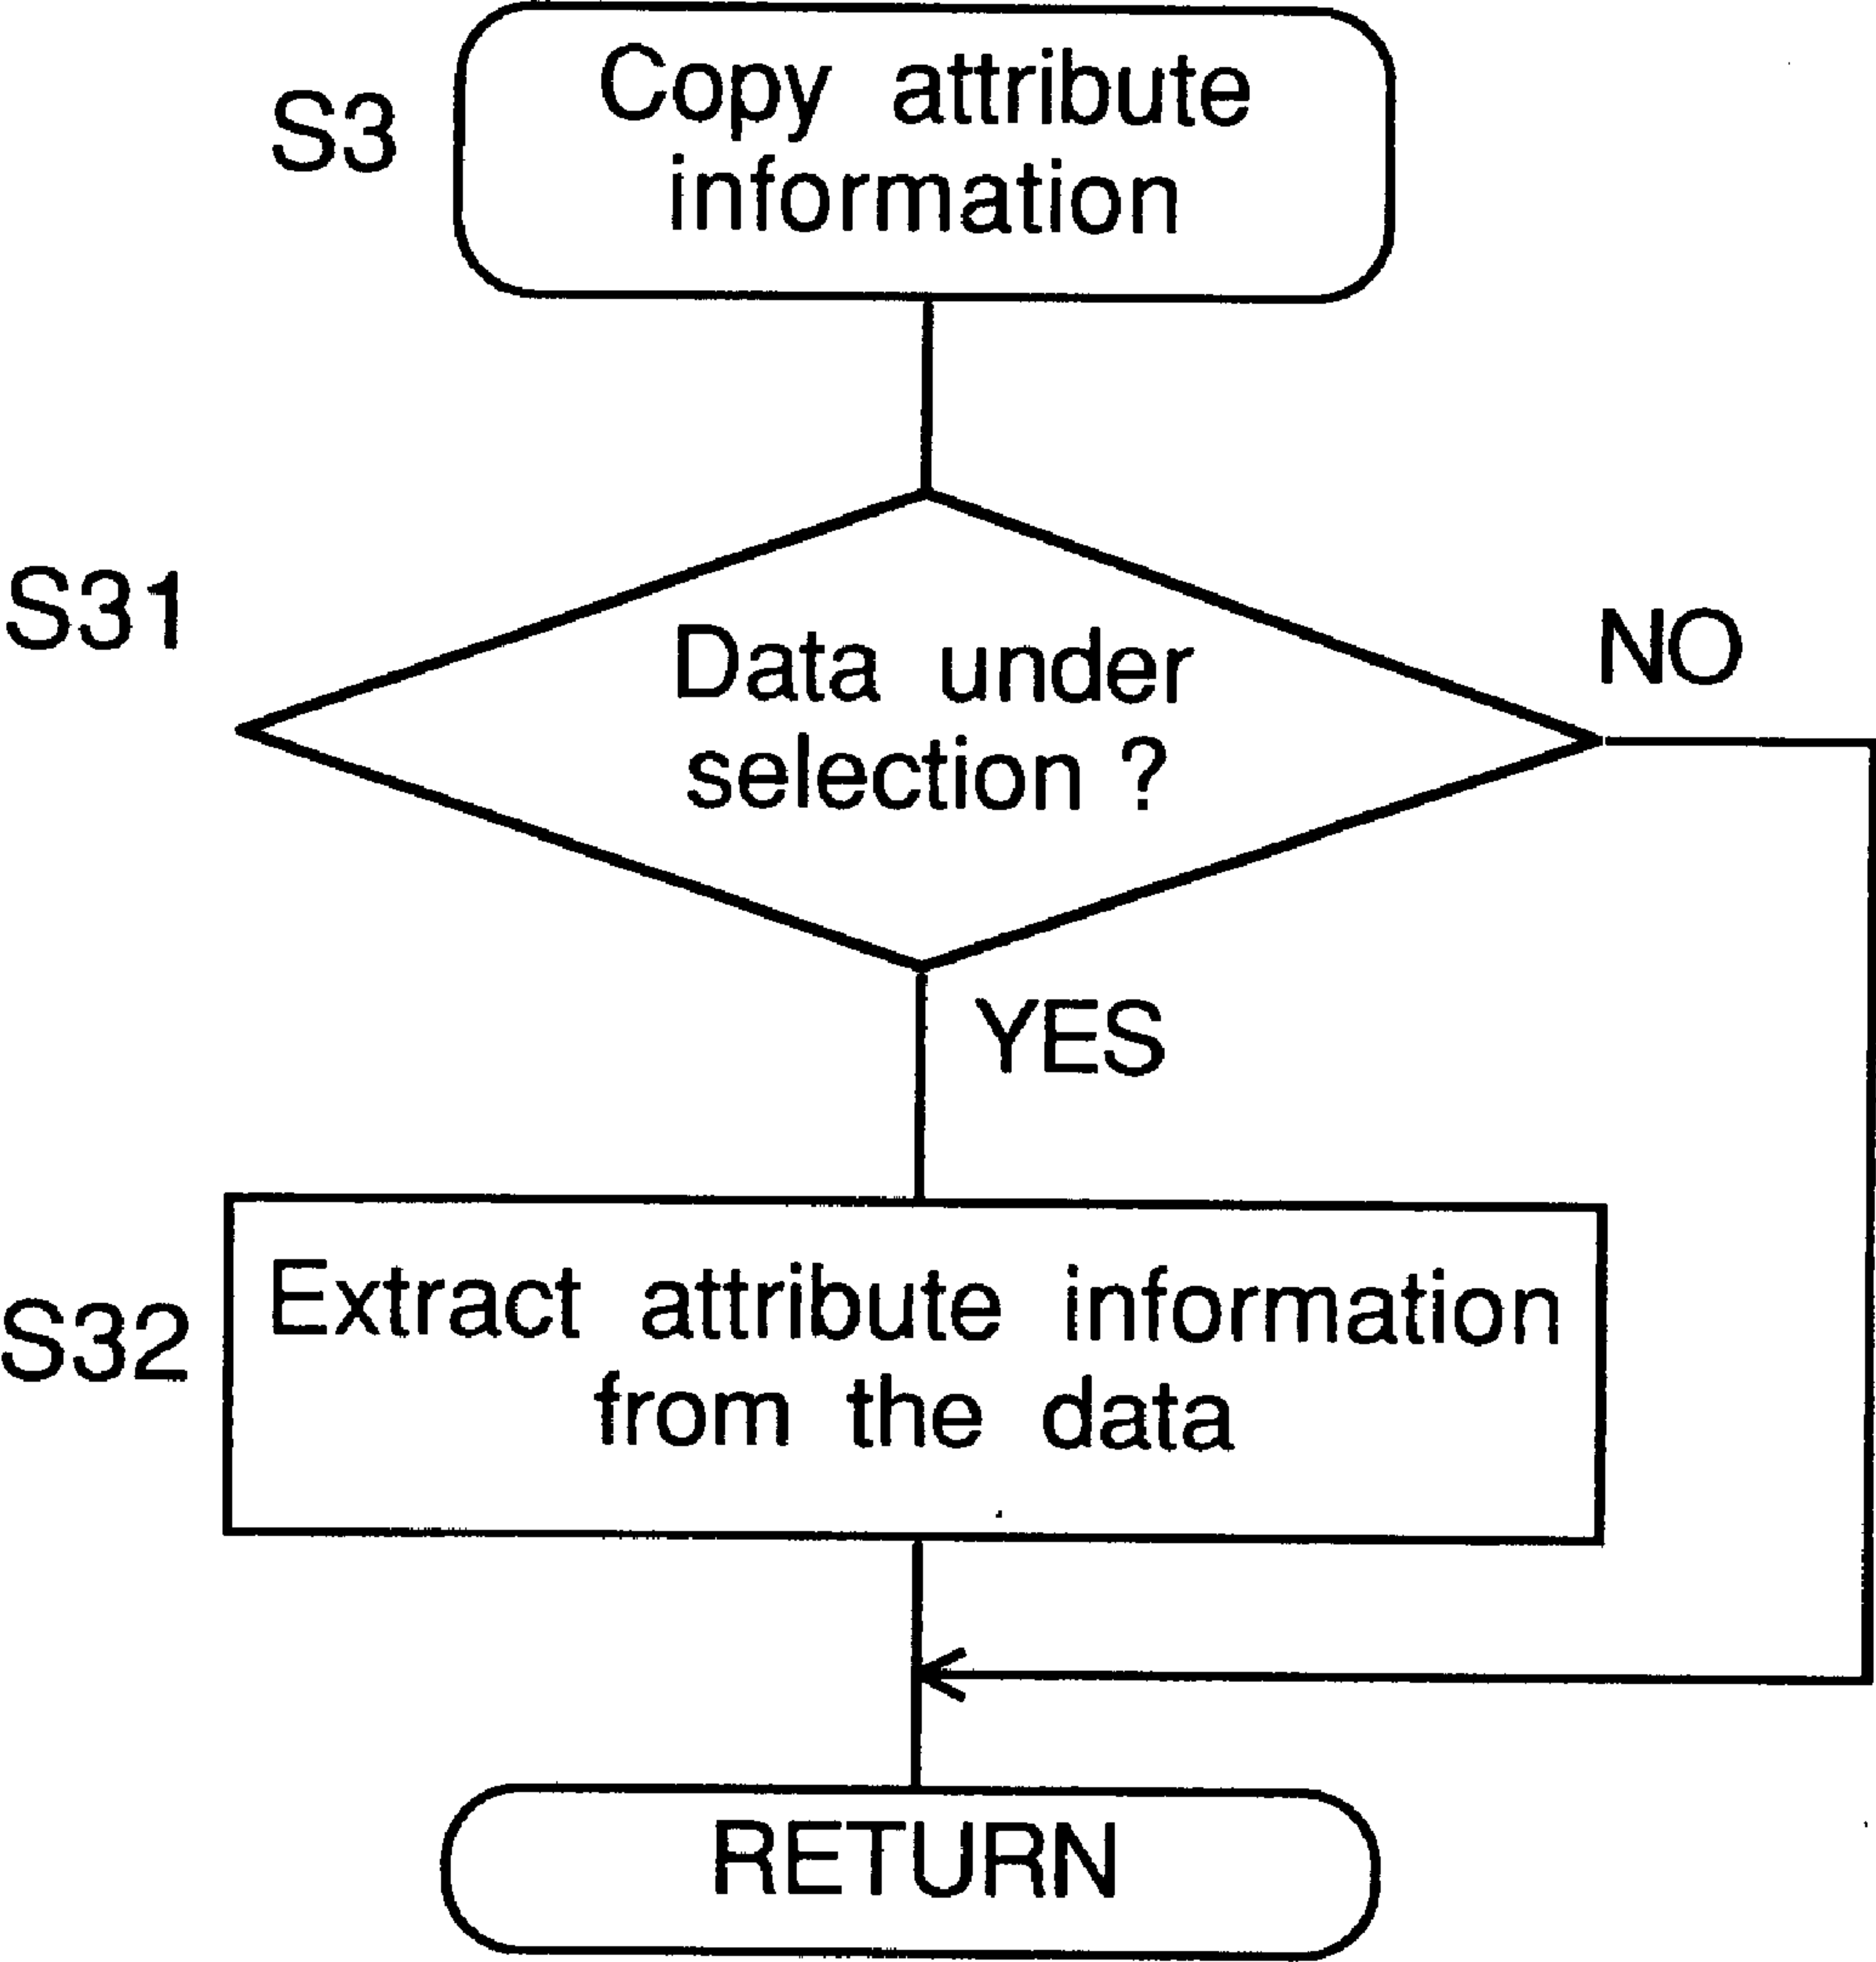 S3
Copy attribute
information
S31
Data under
selection ?
NO
YES
S32
Extract attribute information
from the data
RETURN